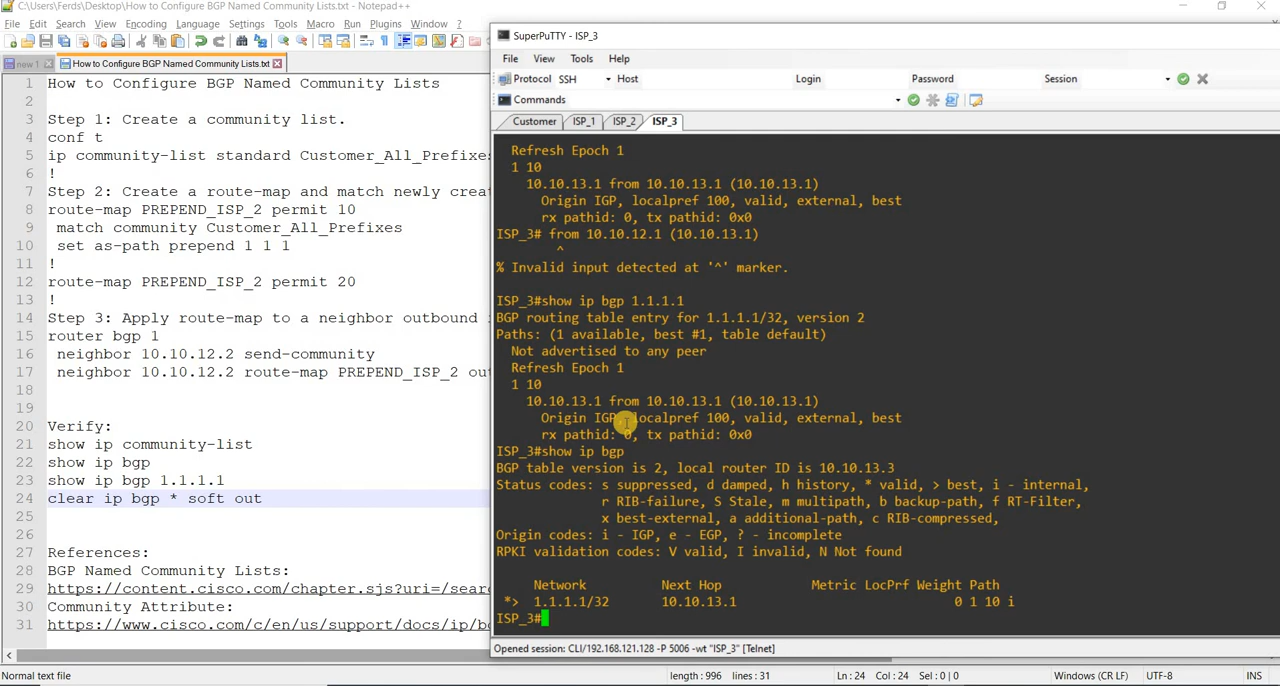 C:\Users\Ferds\Desktop\How to Configure BGP Named Community Lists.txt - Notepad++
File Edit Search View Encoding Language Settings Tools Macro Run Plugins Window ?
new 1 How to Configure BGP Named Community Lists.txt
1 How to Configure BGP Named Community Lists
2
3 Step 1: Create a community list.
4 conf t
5 ip community-list standard Customer_All_Prefixes
6 !
7 Step 2: Create a route-map and match newly creat
8 route-map PREPEND_ISP_2 permit 10
9 match community Customer_All_Prefixes
10 set as-path prepend 1 1 1
11 !
12 route-map PREPEND_ISP_2 permit 20
13 !
14 Step 3: Apply route-map to a neighbor outbound
15 router bgp 1
16 neighbor 10.10.12.2 send-community
17 neighbor 10.10.12.2 route-map PREPEND_ISP_2 out
18
19
20 Verify:
21 show ip community-list
22 show ip bgp
23 show ip bgp 1.1.1.1
24 clear ip bgp * soft out
25
26
27 References:
28 BGP Named Community Lists:
29 https://content.cisco.com/chapter.sjs?uri=/sear
30 Community Attribute:
31 https://www.cisco.com/c/en/us/support/docs/ip/b
SuperPuTTY - ISP_3
File View Tools Help
Protocol SSH Host Login Password Session
Commands
Customer ISP_1 ISP_2 ISP_3
Refresh Epoch 1
1 10
10.10.13.1 from 10.10.13.1 (10.10.13.1)
Origin IGP, localpref 100, valid, external, best
rx pathid: 0, tx pathid: 0x0
ISP_3# from 10.10.12.1 (10.10.13.1)
^
% Invalid input detected at '^' marker.
ISP_3#show ip bgp 1.1.1.1
BGP routing table entry for 1.1.1.1/32, version 2
Paths: (1 available, best #1, table default)
Not advertised to any peer
Refresh Epoch 1
1 10
10.10.13.1 from 10.10.13.1 (10.10.13.1)
Origin IGP, localpref 100, valid, external, best
rx pathid: 0, tx pathid: 0x0
ISP_3#show ip bgp
BGP table version is 2, local router ID is 10.10.13.3
Status codes: s suppressed, d damped, h history, * valid, > best, i - internal,
r RIB-failure, S Stale, m multipath, b backup-path, f RT-Filter,
x best-external, a additional-path, c RIB-compressed,
Origin codes: i - IGP, e - EGP, ? - incomplete
RPKI validation codes: V valid, I invalid, N Not found
Network Next Hop Metric LocPrf Weight Path
*> 1.1.1.1/32 10.10.13.1 0 1 10 i
ISP_3#
Opened session: CLI/192.168.121.128 -P 5006 -wt "ISP_3" [Telnet]
Normal text file length : 996 lines : 31 Ln : 24 Col : 24 Sel : 0 | 0 Windows (CR LF) UTF-8 INS